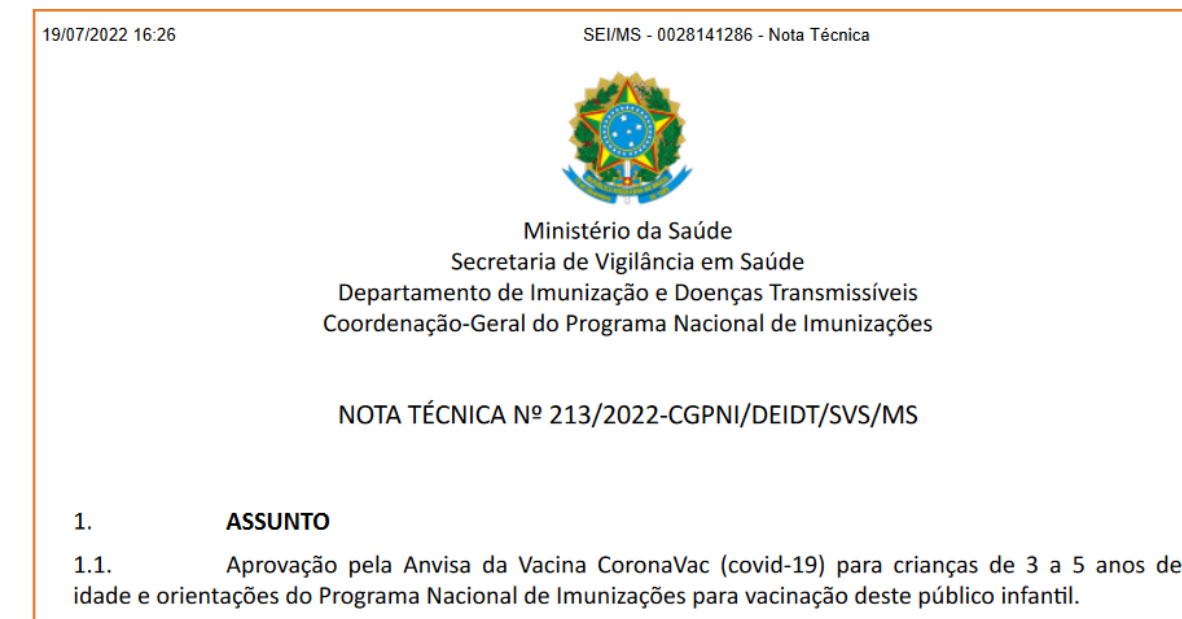 19/07/2022 16:26
SEI/MS - 0028141286 - Nota Técnica
Ministério da Saúde
Secretaria de Vigilância em Saúde
Departamento de Imunização e Doenças Transmissíveis
Coordenação-Geral do Programa Nacional de Imunizações
NOTA TÉCNICA Nº 213/2022-CGPNI/DEIDT/SVS/MS
1. ASSUNTO
1.1. Aprovação pela Anvisa da Vacina CoronaVac (covid-19) para crianças de 3 a 5 anos de
idade e orientações do Programa Nacional de Imunizações para vacinação deste público infantil.